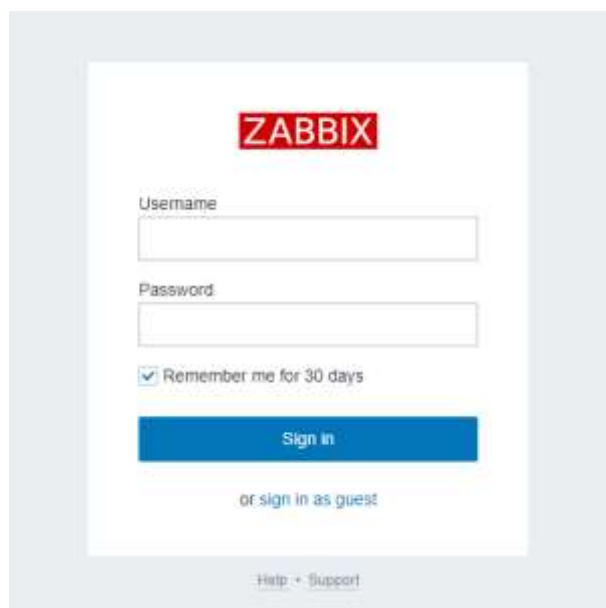 ZABBIX
Username
Password
Remember me for 30 days
Sign in
or sign in as guest
Help • Support